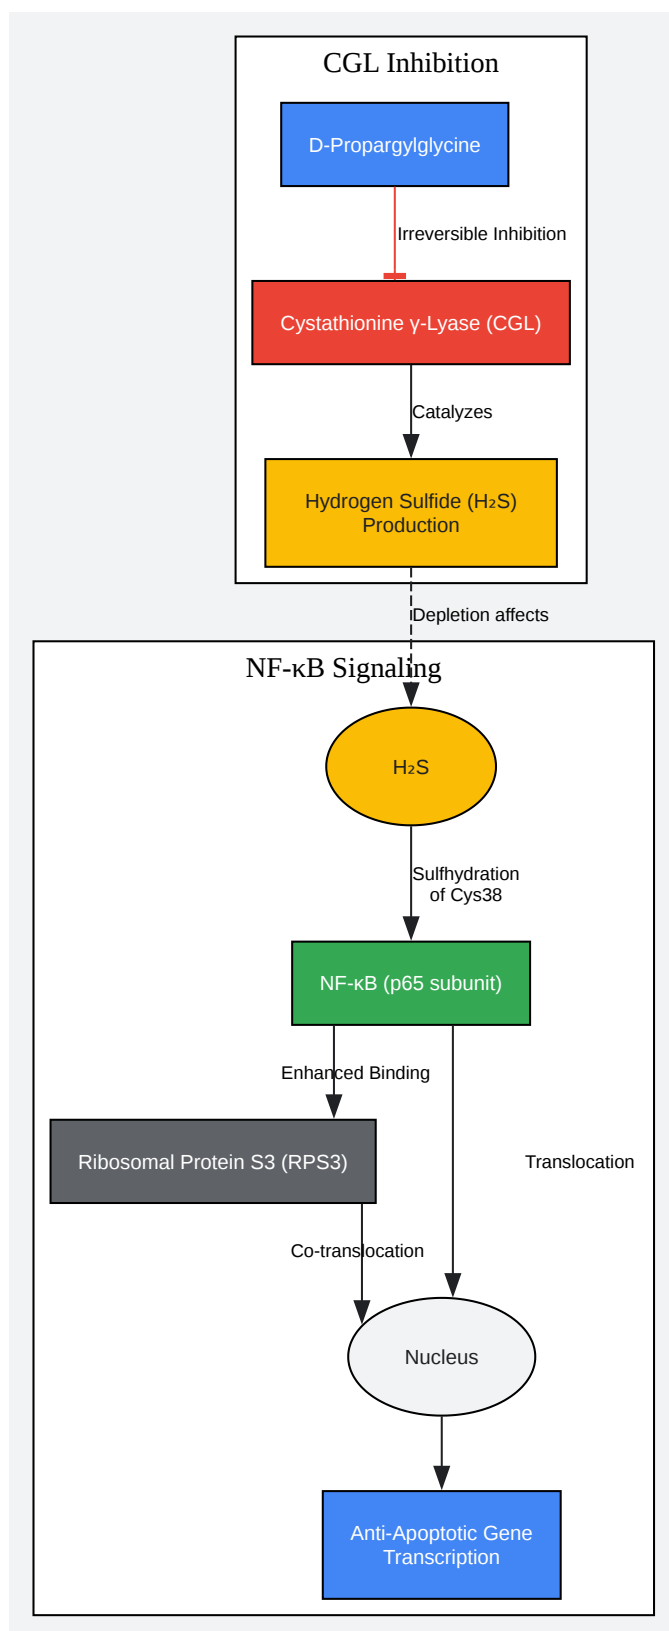 CGL Inhibition
D-Propargylglycine
Irreversible Inhibition
Cystathionine γ-Lyase (CGL)
Catalyzes
Hydrogen Sulfide (H₂S)
Production
Depletion affects
NF-κB Signaling
H₂S
Sulfhydration
of Cys38
NF-κB (p65 subunit)
Enhanced Binding
Ribosomal Protein S3 (RPS3)
Translocation
Co-translocation
Nucleus
Anti-Apoptotic Gene
Transcription